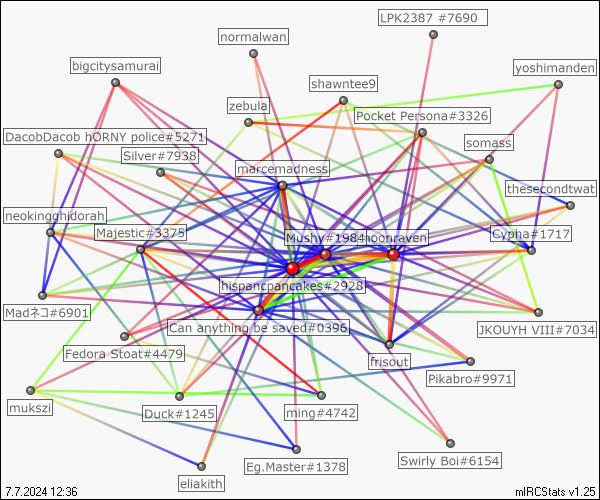 LPK2387 #7690
normalwan
bigcitysamurai
yoshimanden
shawntee9
zebula
Pocket Persona#3326
DacobDacob hORNY police#5271
somass
Silver#7938
marcemadness
thesecondtwat
neokingghidorah
Majestic#3375
Mushy#1984
hoonraven
Cypha#1717
hispancpancakes#2928
Madネコ#6901
Can anything be saved#0396
JKOUYH VIII#7034
Fedora Stoat#4479
frisout
Pikabro#9971
mukszi
Duck#1245
ming#4742
Swirly Boi#6154
Eg.Master#1378
eliakith
7.7.2024 12:36
mIRCStats v1.25